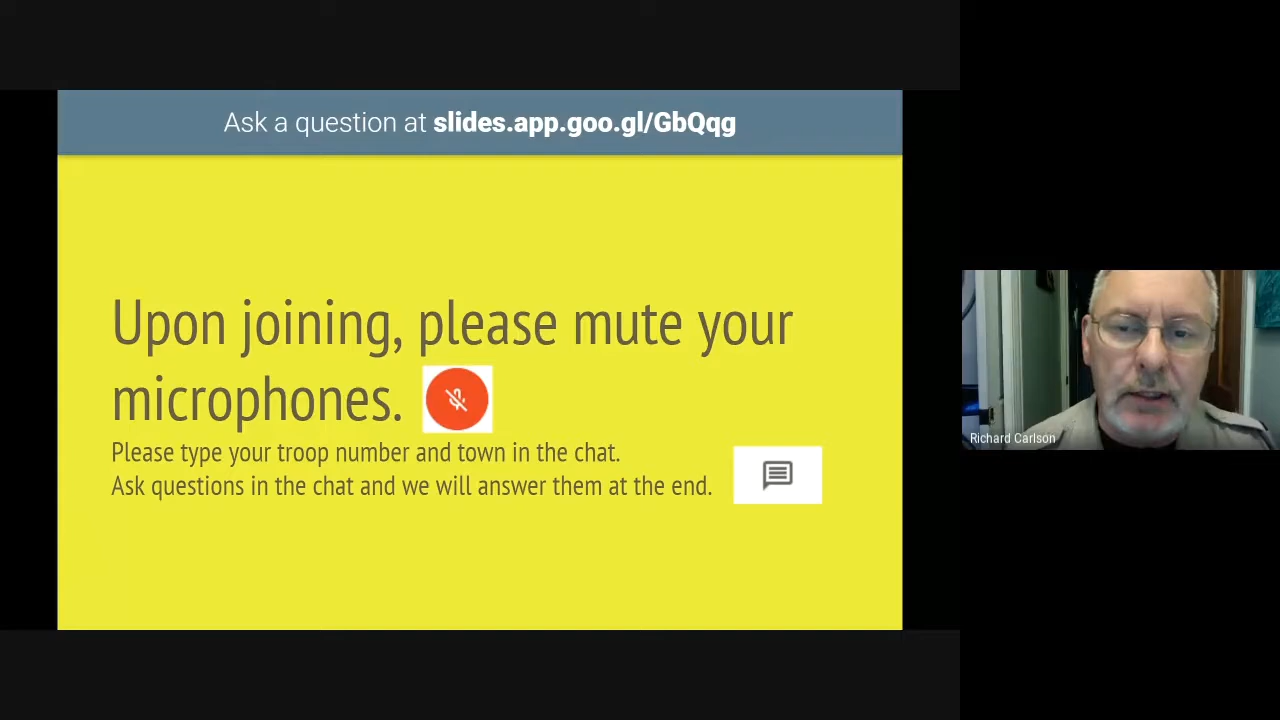 Ask a question at slides.app.goo.gl/GbQqg
Upon joining, please mute your
microphones.
Please type your troop number and town in the chat.
Ask questions in the chat and we will answer them at the end.
Richard Carlson